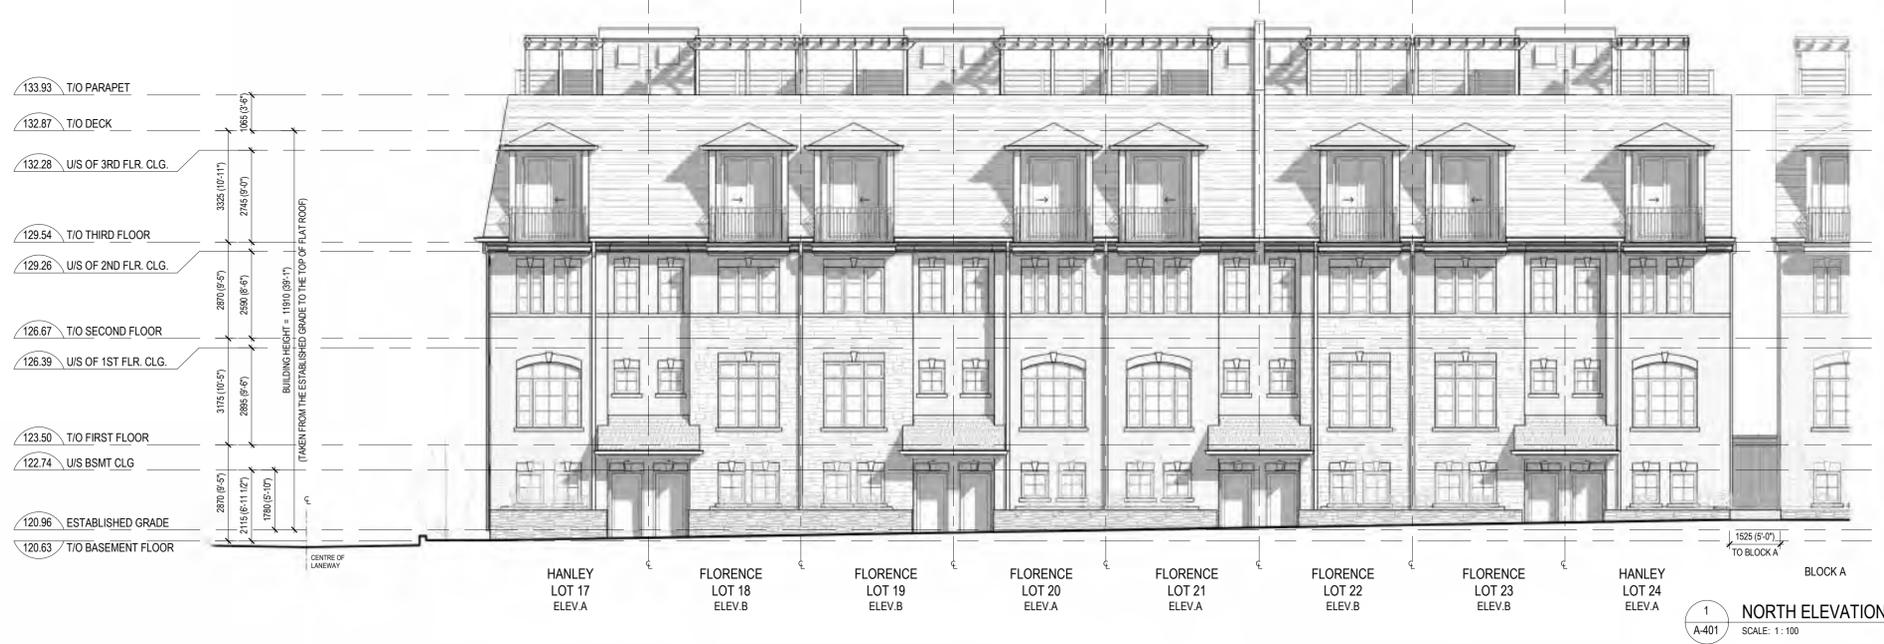 133.93 T/O PARAPET
132.87 T/O DECK
132.28 U/S OF 3RD FLR. CLG.
129.54 T/O THIRD FLOOR
129.26 U/S OF 2ND FLR. CLG.
126.67 T/O SECOND FLOOR
126.39 U/S OF 1ST FLR. CLG.
123.50 T/O FIRST FLOOR
122.74 U/S BSMT CLG
120.96 ESTABLISHED GRADE
120.63 T/O BASEMENT FLOOR
1065 (3'-6")
3325 (10'-11")
2745 (9'-0")
2870 (9'-5")
2590 (8'-6")
3175 (10'-5")
2895 (9'-6")
2870 (9'-5")
2115 (6'-11 1/2")
1780 (5'-10")
BUILDING HEIGHT = 11910 (39'-1")
(TAKEN FROM THE ESTABLISHED GRADE TO THE TOP OF FLAT ROOF)
CENTRE OF
LANEWAY
HANLEY
LOT 17
ELEV.A
FLORENCE
LOT 18
ELEV.B
FLORENCE
LOT 19
ELEV.B
FLORENCE
LOT 20
ELEV.A
FLORENCE
LOT 21
ELEV.A
FLORENCE
LOT 22
ELEV.B
FLORENCE
LOT 23
ELEV.B
HANLEY
LOT 24
ELEV.A
1525 (5'-0")
TO BLOCK A
BLOCK A
1
A-401
NORTH ELEVATION
SCALE: 1 : 100